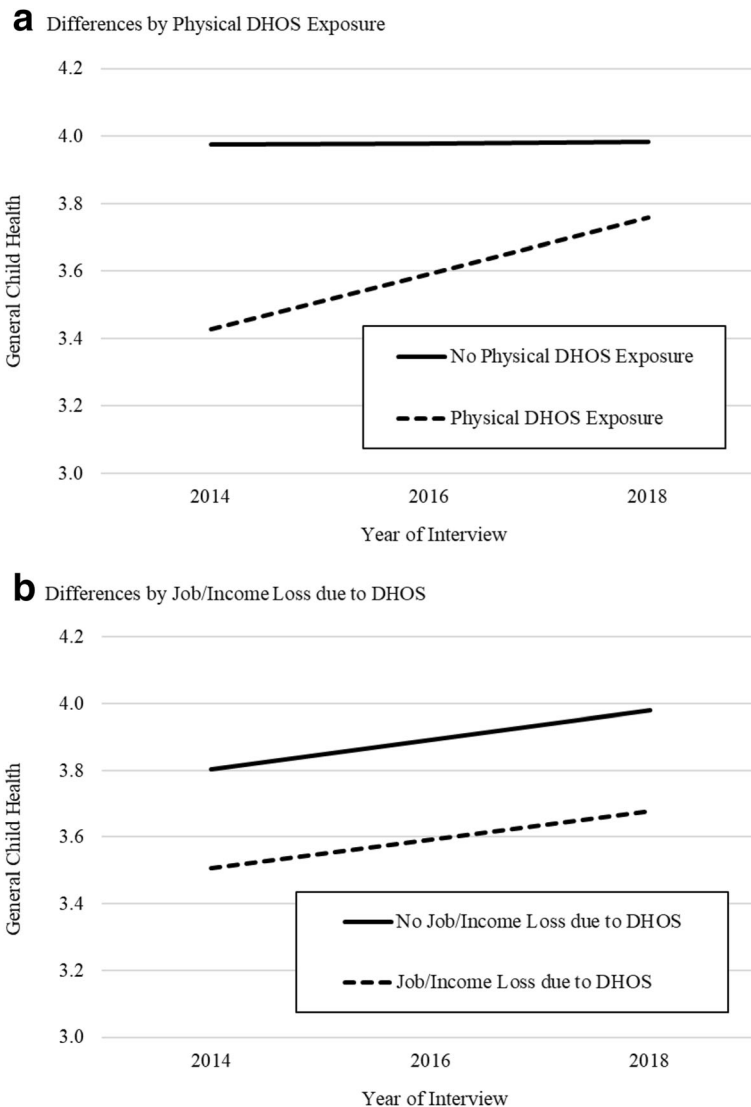 a Differences by Physical DHOS Exposure
4.2
4.0
3.8
3.6
3.4
3.2
3.0
General Child Health
No Physical DHOS Exposure
Physical DHOS Exposure
2014 2016 2018
Year of Interview
b Differences by Job/Income Loss due to DHOS
4.2
4.0
3.8
3.6
3.4
3.2
3.0
General Child Health
No Job/Income Loss due to DHOS
Job/Income Loss due to DHOS
2014 2016 2018
Year of Interview